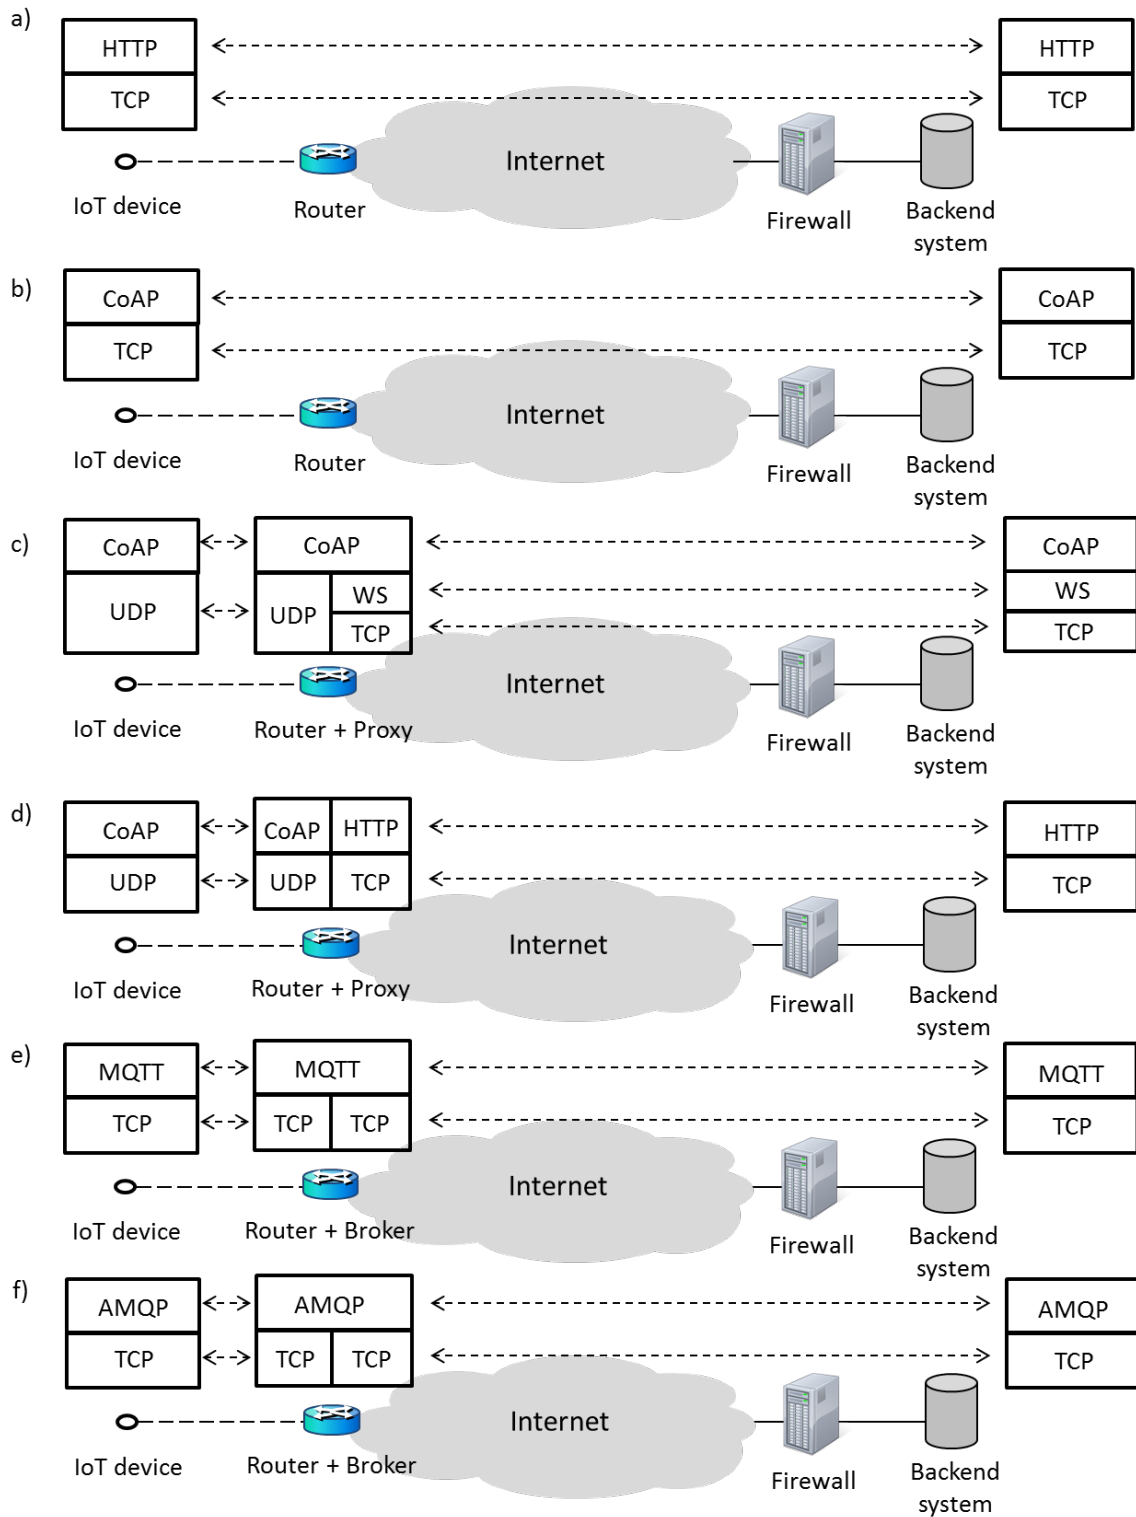 a)
HTTP
HTTP
TCP
TCP
Internet
IoT device
Router
Firewall
Backend
system
b)
CoAP
CoAP
TCP
TCP
Internet
IoT device
Router
Firewall
Backend
system
c)
CoAP
CoAP
CoAP
UDP
UDP
WS
WS
TCP
TCP
Internet
IoT device
Router + Proxy
Firewall
Backend
system
d)
CoAP
CoAP
HTTP
HTTP
UDP
UDP
TCP
TCP
Internet
IoT device
Router + Proxy
Firewall
Backend
system
e)
MQTT
MQTT
MQTT
TCP
TCP
TCP
TCP
Internet
IoT device
Router + Broker
Firewall
Backend
system
f)
AMQP
AMQP
AMQP
TCP
TCP
TCP
TCP
Internet
IoT device
Router + Broker
Firewall
Backend
system